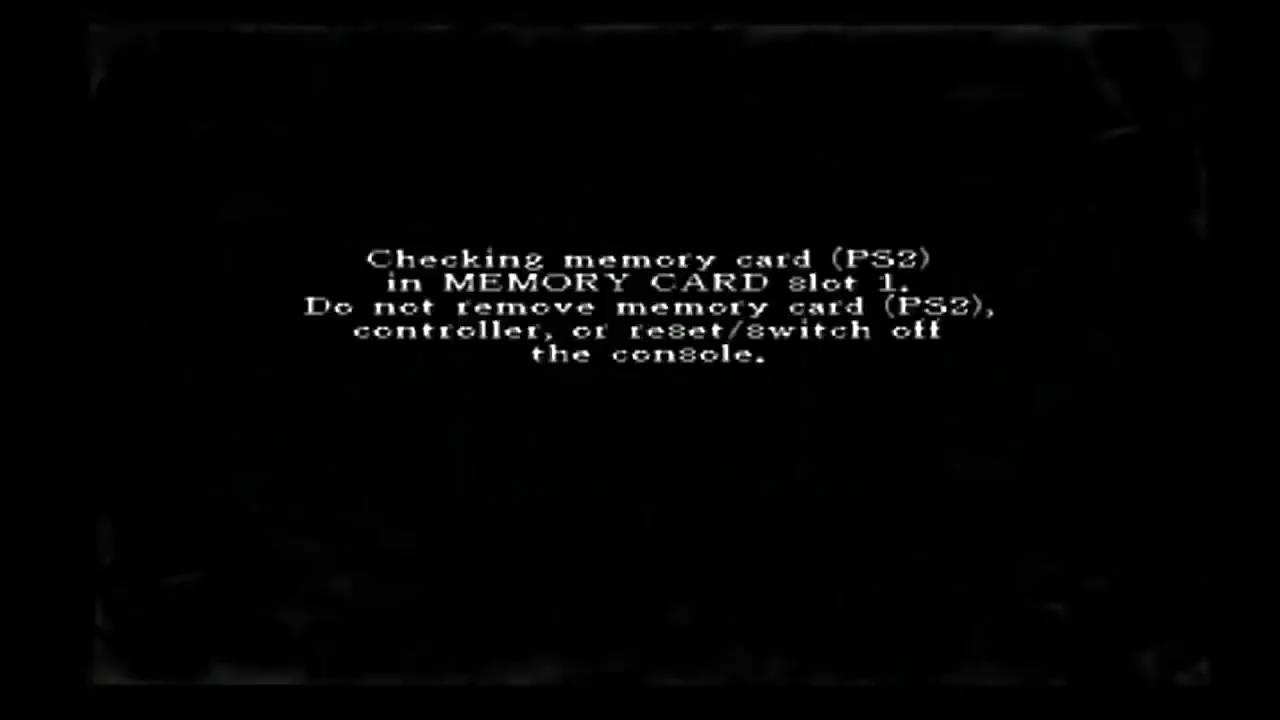 Checking memory card (PS2)
in MEMORY CARD slot 1.
Do not remove memory card (PS2),
controller, or reset/switch off
the console.